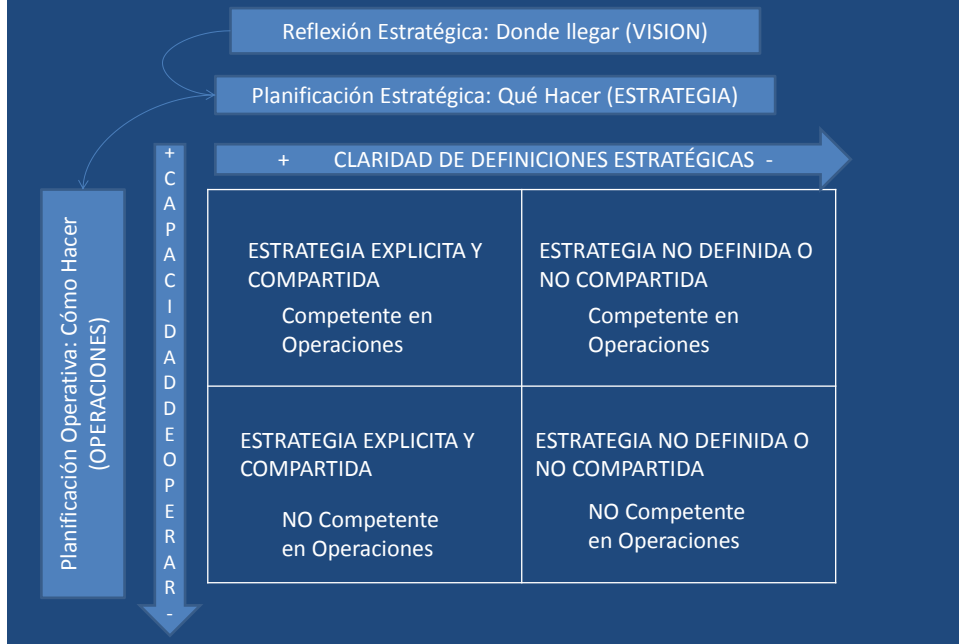 Reflexión Estratégica: Donde llegar (VISION)
Planificación Estratégica: Qué Hacer (ESTRATEGIA)
+ CLARIDAD DE DEFINICIONES ESTRATÉGICAS -
+ C A P A C I D A D D E O P E R A R -
Planificación Operativa: Cómo Hacer
(OPERACIONES)
ESTRATEGIA EXPLICITA Y
COMPARTIDA
Competente en
Operaciones
ESTRATEGIA NO DEFINIDA O
NO COMPARTIDA
Competente en
Operaciones
ESTRATEGIA EXPLICITA Y
COMPARTIDA
NO Competente
en Operaciones
ESTRATEGIA NO DEFINIDA O
NO COMPARTIDA
NO Competente
en Operaciones